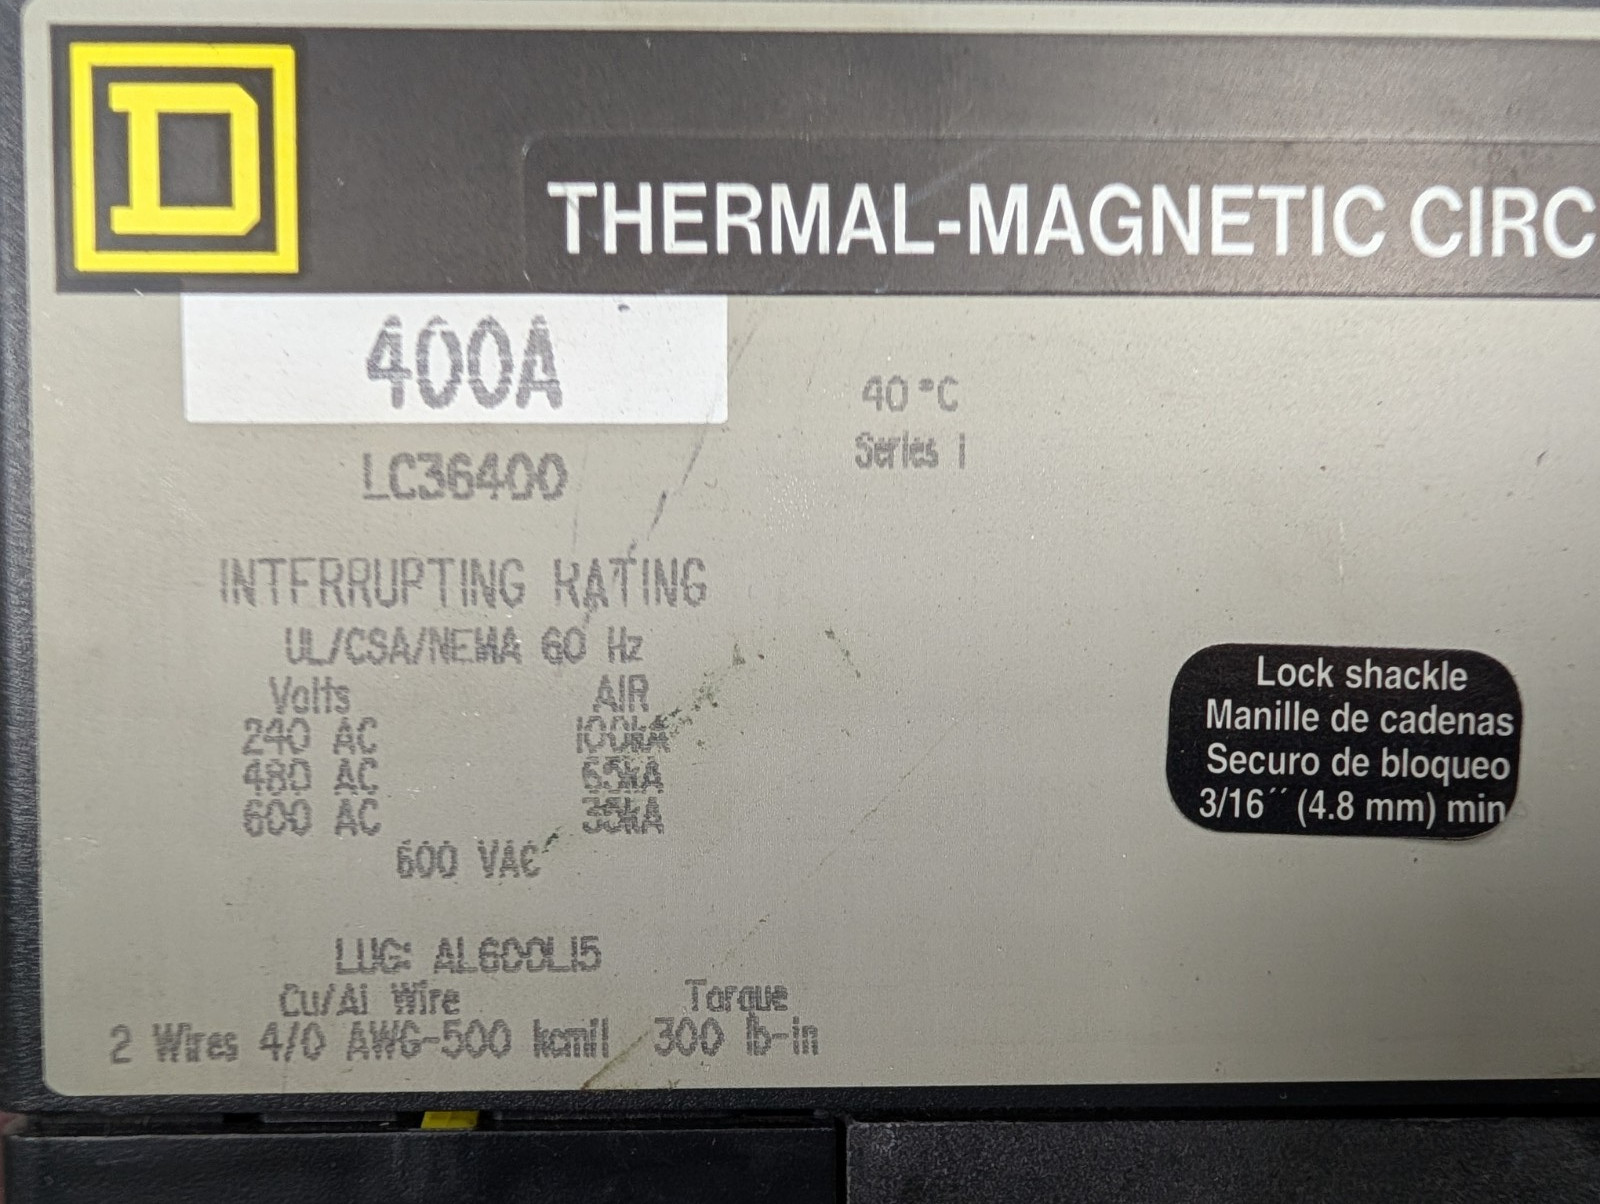 D
THERMAL-MAGNETIC CIRC
400A
40°C
Series 1
LC36400
INTERRUPTING RATING
UL/CSA/NEMA 60 Hz
Volts AIR
240 AC 100kA
480 AC 65kA
600 AC 35kA
600 VAC
LUG: AL600LI5
Cu/Al Wire Torque
2 Wires 4/0 AWG-500 kcmil 300 lb-in
Lock shackle
Manille de cadenas
Securo de bloqueo
3/16´´ (4.8 mm) min